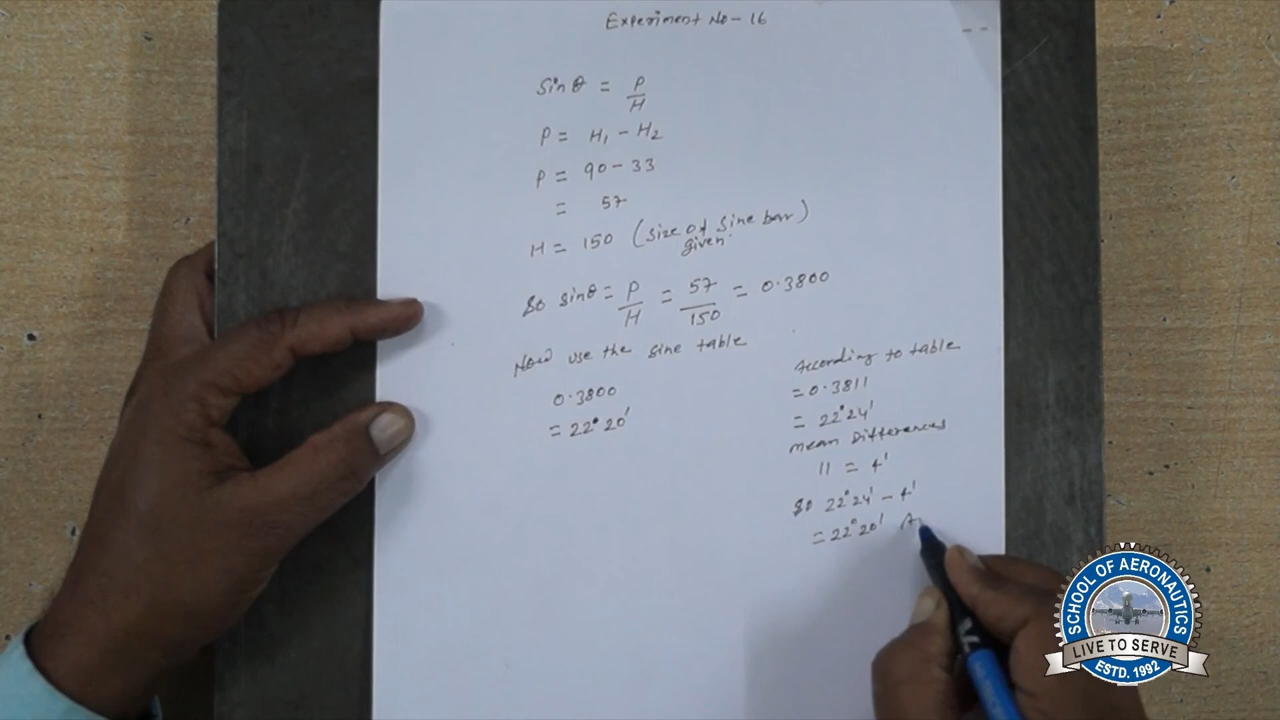 Experiment No - 16
Sinθ = P/H
P = H₁ - H₂
P = 90 - 33
= 57
H = 150 (Size of sine bar)
given
So sinθ = P/H = 57/150 = 0.3800
Now use the sine table
0.3800
= 22° 20'
According to table
= 0.3811
= 22° 24'
mean Differences
11 = 4'
So 22° 24' - 4'
= 22° 20' A
SCHOOL OF AERONAUTICS
LIVE TO SERVE
ESTD. 1992